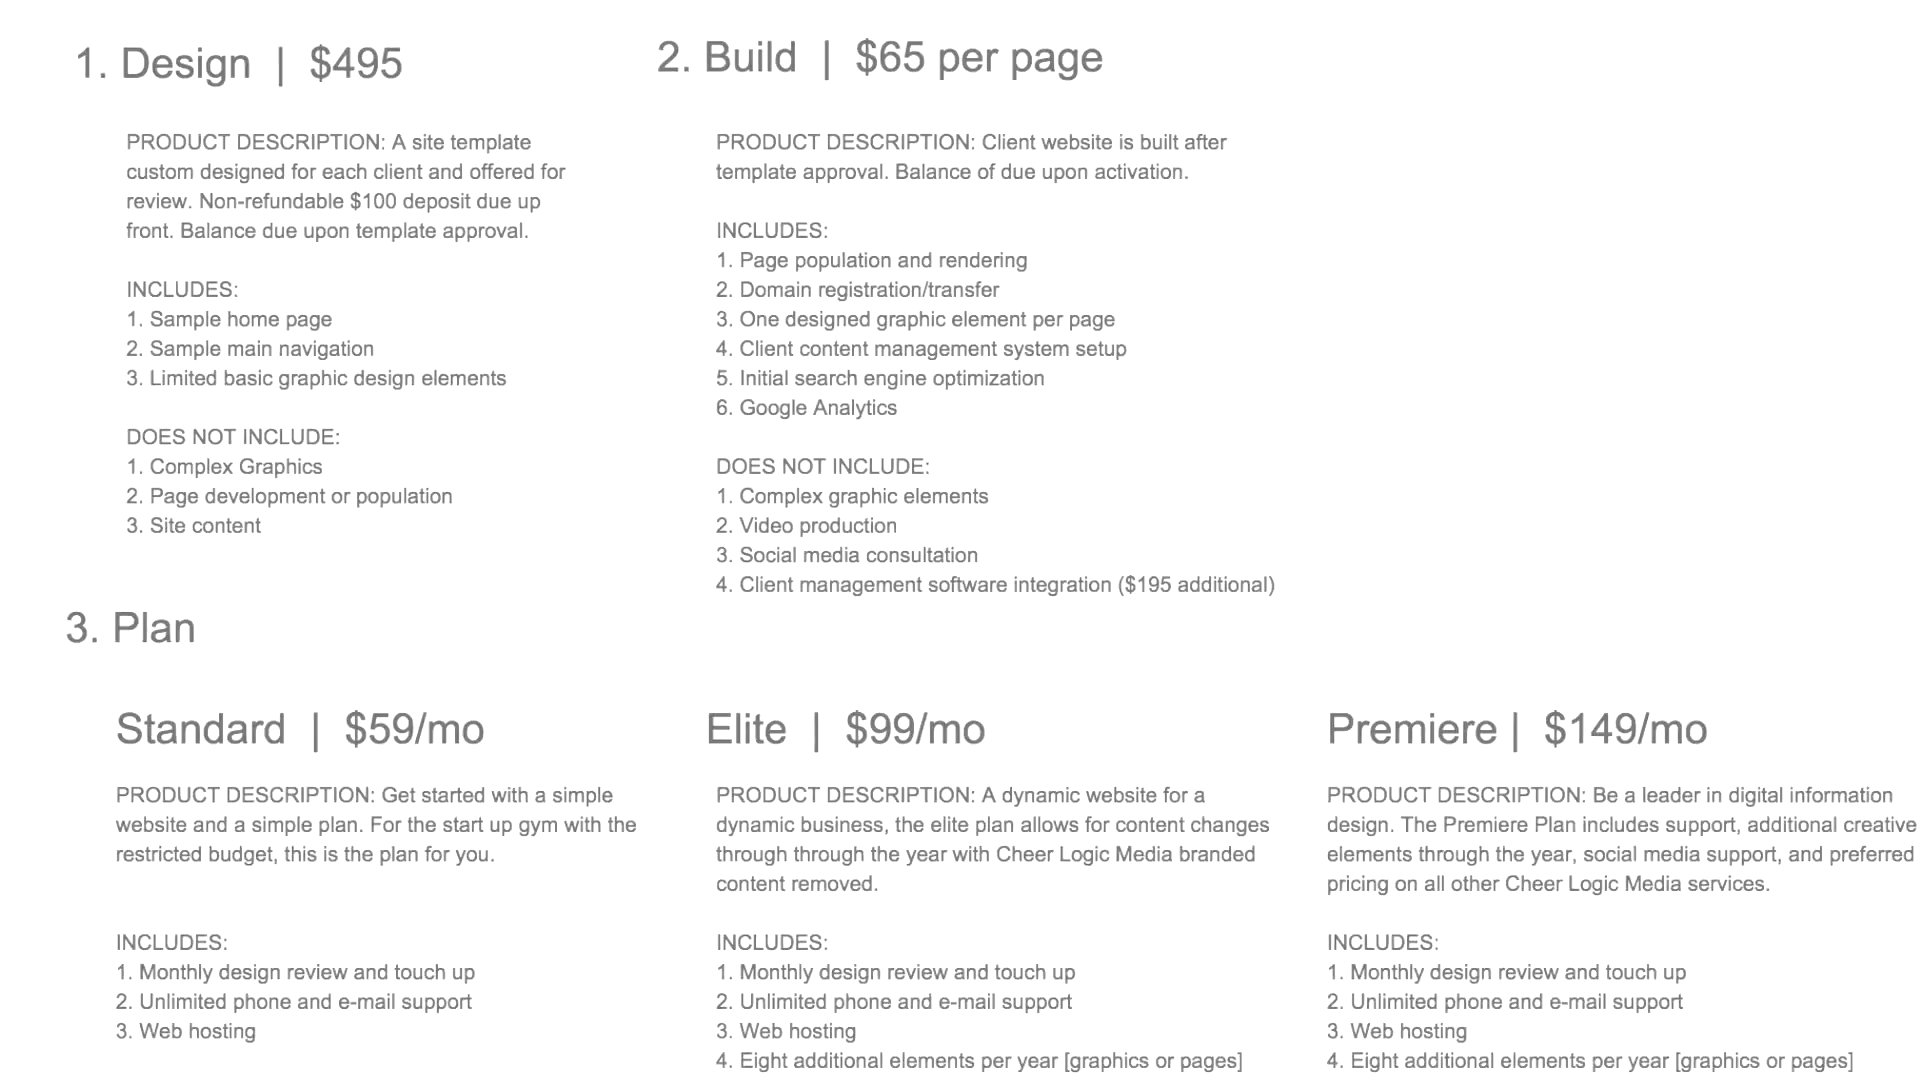 1. Design | $495
PRODUCT DESCRIPTION: A site template
custom designed for each client and offered for
review. Non-refundable $100 deposit due up
front. Balance due upon template approval.
INCLUDES:
1. Sample home page
2. Sample main navigation
3. Limited basic graphic design elements
DOES NOT INCLUDE:
1. Complex Graphics
2. Page development or population
3. Site content
2. Build | $65 per page
PRODUCT DESCRIPTION: Client website is built after
template approval. Balance of due upon activation.
INCLUDES:
1. Page population and rendering
2. Domain registration/transfer
3. One designed graphic element per page
4. Client content management system setup
5. Initial search engine optimization
6. Google Analytics
DOES NOT INCLUDE:
1. Complex graphic elements
2. Video production
3. Social media consultation
4. Client management software integration ($195 additional)
3. Plan
Standard | $59/mo
PRODUCT DESCRIPTION: Get started with a simple
website and a simple plan. For the start up gym with the
restricted budget, this is the plan for you.
INCLUDES:
1. Monthly design review and touch up
2. Unlimited phone and e-mail support
3. Web hosting
Elite | $99/mo
PRODUCT DESCRIPTION: A dynamic website for a
dynamic business, the elite plan allows for content changes
through through the year with Cheer Logic Media branded
content removed.
INCLUDES:
1. Monthly design review and touch up
2. Unlimited phone and e-mail support
3. Web hosting
4. Eight additional elements per year [graphics or pages]
Premiere | $149/mo
PRODUCT DESCRIPTION: Be a leader in digital information
design. The Premiere Plan includes support, additional creative
elements through the year, social media support, and preferred
pricing on all other Cheer Logic Media services.
INCLUDES:
1. Monthly design review and touch up
2. Unlimited phone and e-mail support
3. Web hosting
4. Eight additional elements per year [graphics or pages]